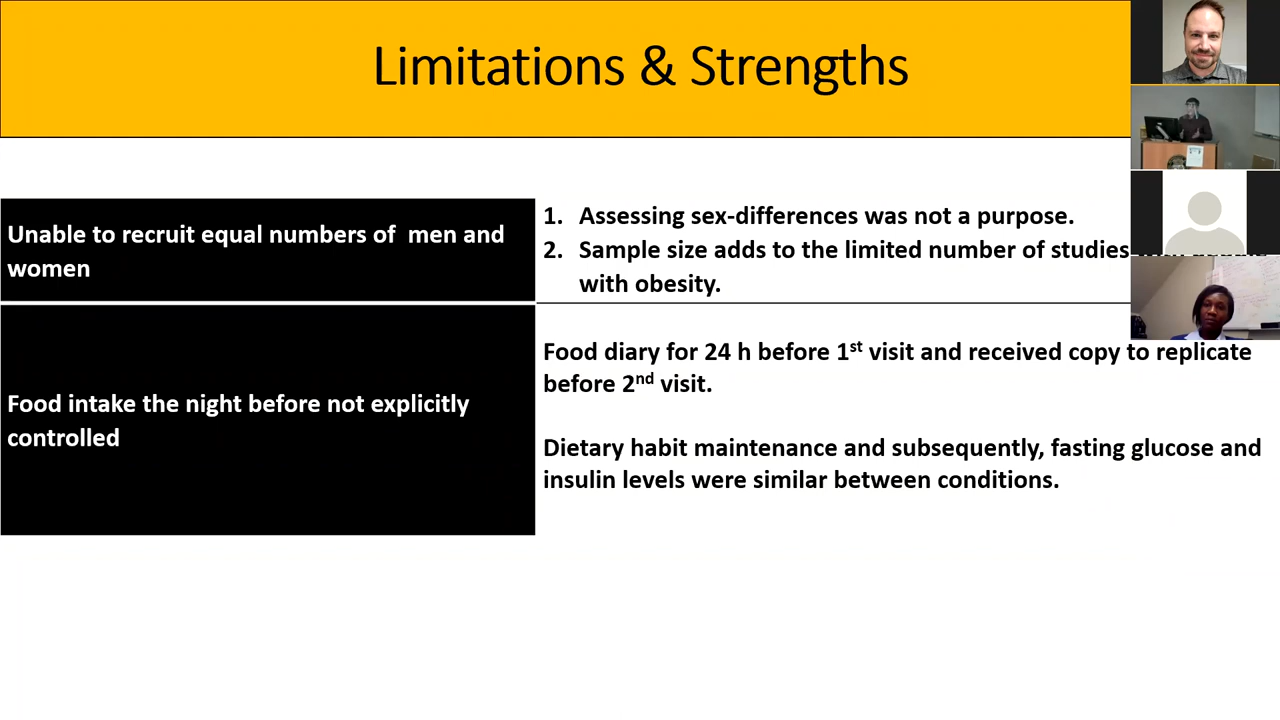 Limitations & Strengths
Unable to recruit equal numbers of men and
women
1. Assessing sex-differences was not a purpose.
2. Sample size adds to the limited number of studies
with obesity.
Food intake the night before not explicitly
controlled
Food diary for 24 h before 1st visit and received copy to replicate
before 2nd visit.
Dietary habit maintenance and subsequently, fasting glucose and
insulin levels were similar between conditions.